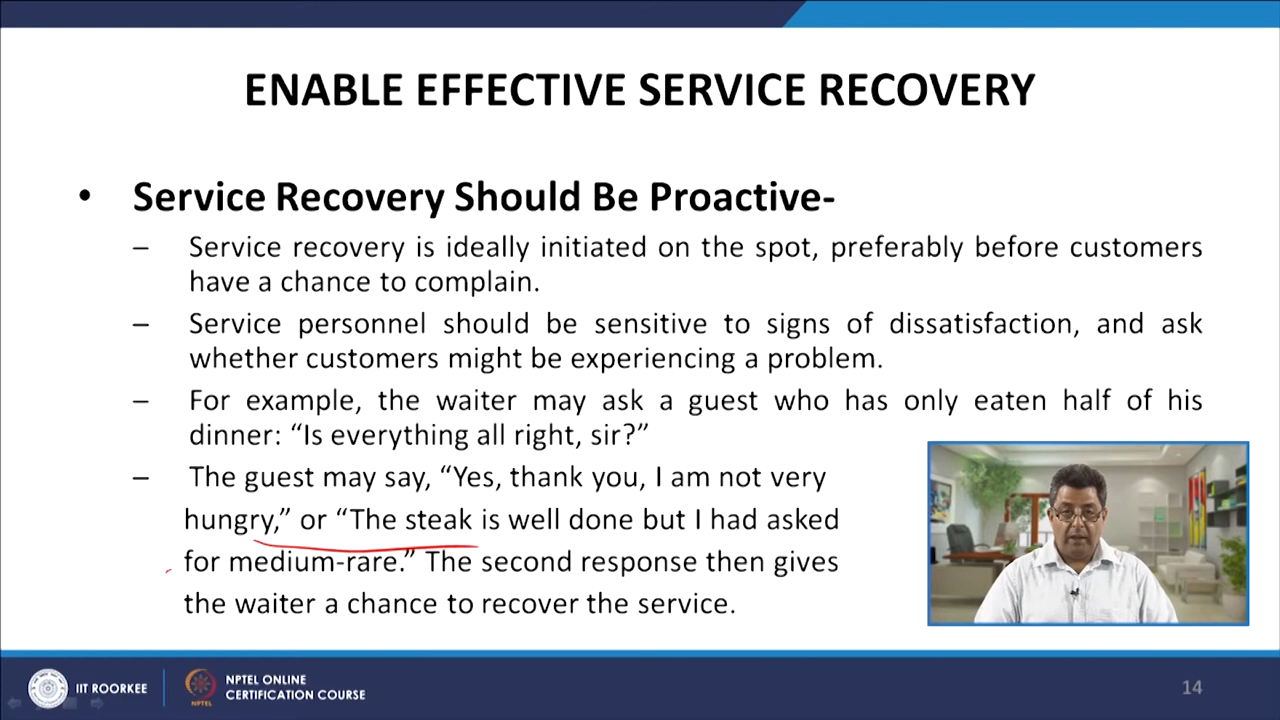 ENABLE EFFECTIVE SERVICE RECOVERY
• Service Recovery Should Be Proactive-
– Service recovery is ideally initiated on the spot, preferably before customers
have a chance to complain.
– Service personnel should be sensitive to signs of dissatisfaction, and ask
whether customers might be experiencing a problem.
– For example, the waiter may ask a guest who has only eaten half of his
dinner: “Is everything all right, sir?”
– The guest may say, “Yes, thank you, I am not very
hungry,” or “The steak is well done but I had asked
for medium-rare.” The second response then gives
the waiter a chance to recover the service.
IIT ROORKEE
NPTEL
NPTEL ONLINE
CERTIFICATION COURSE
14